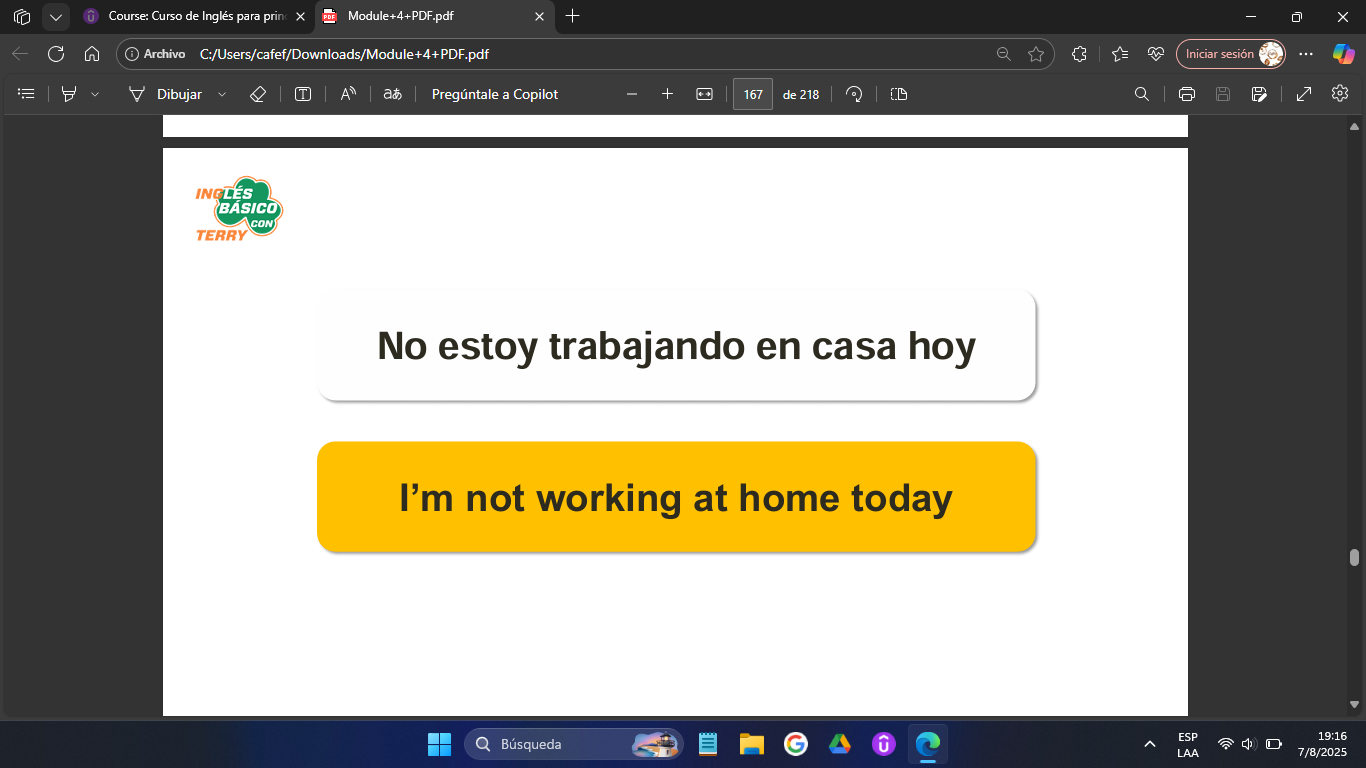 Course: Curso de Inglés para prin
Module+4+PDF.pdf
Archivo
C:/Users/cafef/Downloads/Module+4+PDF.pdf
Iniciar sesión
Dibujar
Pregúntale a Copilot
167
de 218
INGLÉS
BÁSICO
CON
TERRY
No estoy trabajando en casa hoy
I’m not working at home today
Búsqueda
ESP
LAA
19:16
7/8/2025